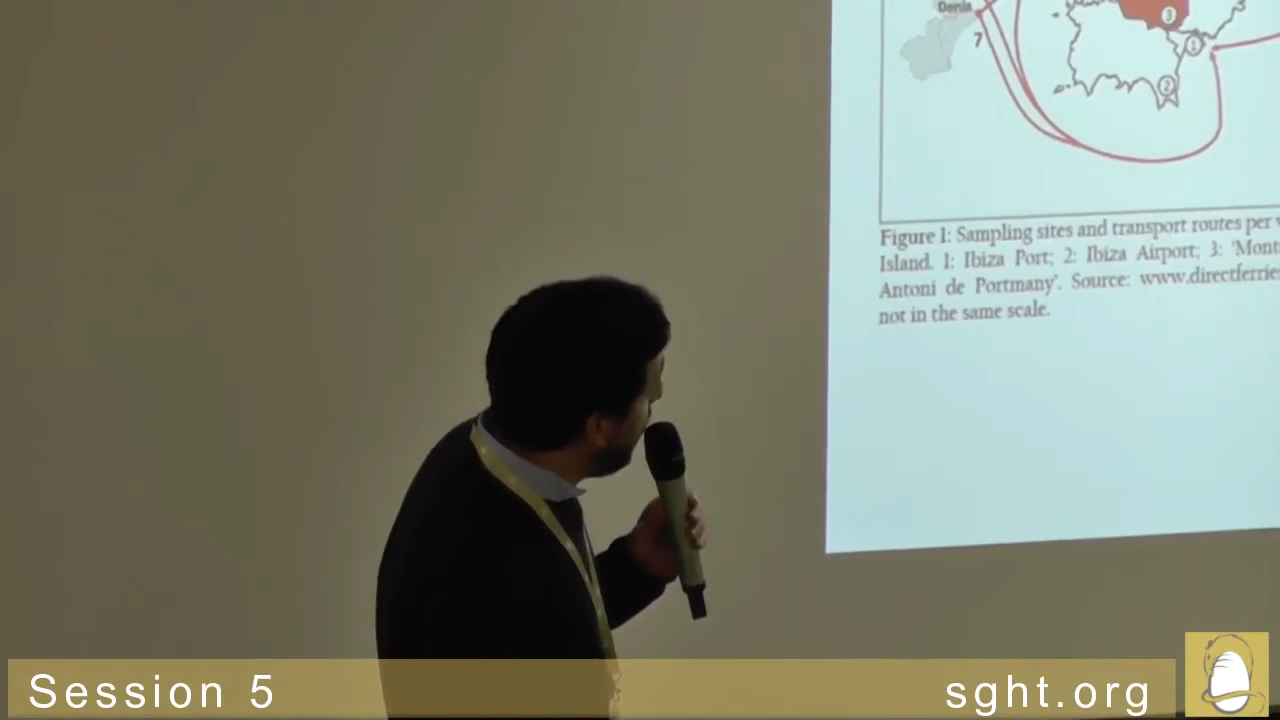 Denia
7
3
1
2
Figure 1: Sampling sites and transport routes per
Island. 1: Ibiza Port; 2: Ibiza Airport; 3: 'Mont
Antoni de Portmany'. Source: www.directferries
not in the same scale.
Session 5
sght.org